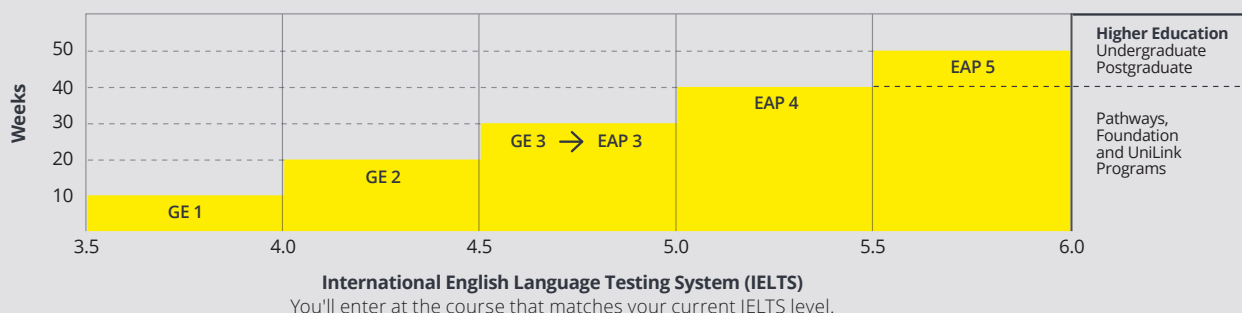 Weeks
50
40
30
20
10
GE 1
GE 2
GE 3 → EAP 3
EAP 4
EAP 5
3.5 4.0 4.5 5.0 5.5 6.0
International English Language Testing System (IELTS)
You'll enter at the course that matches your current IELTS level.
Higher Education
Undergraduate
Postgraduate
Pathways,
Foundation
and UniLink
Programs